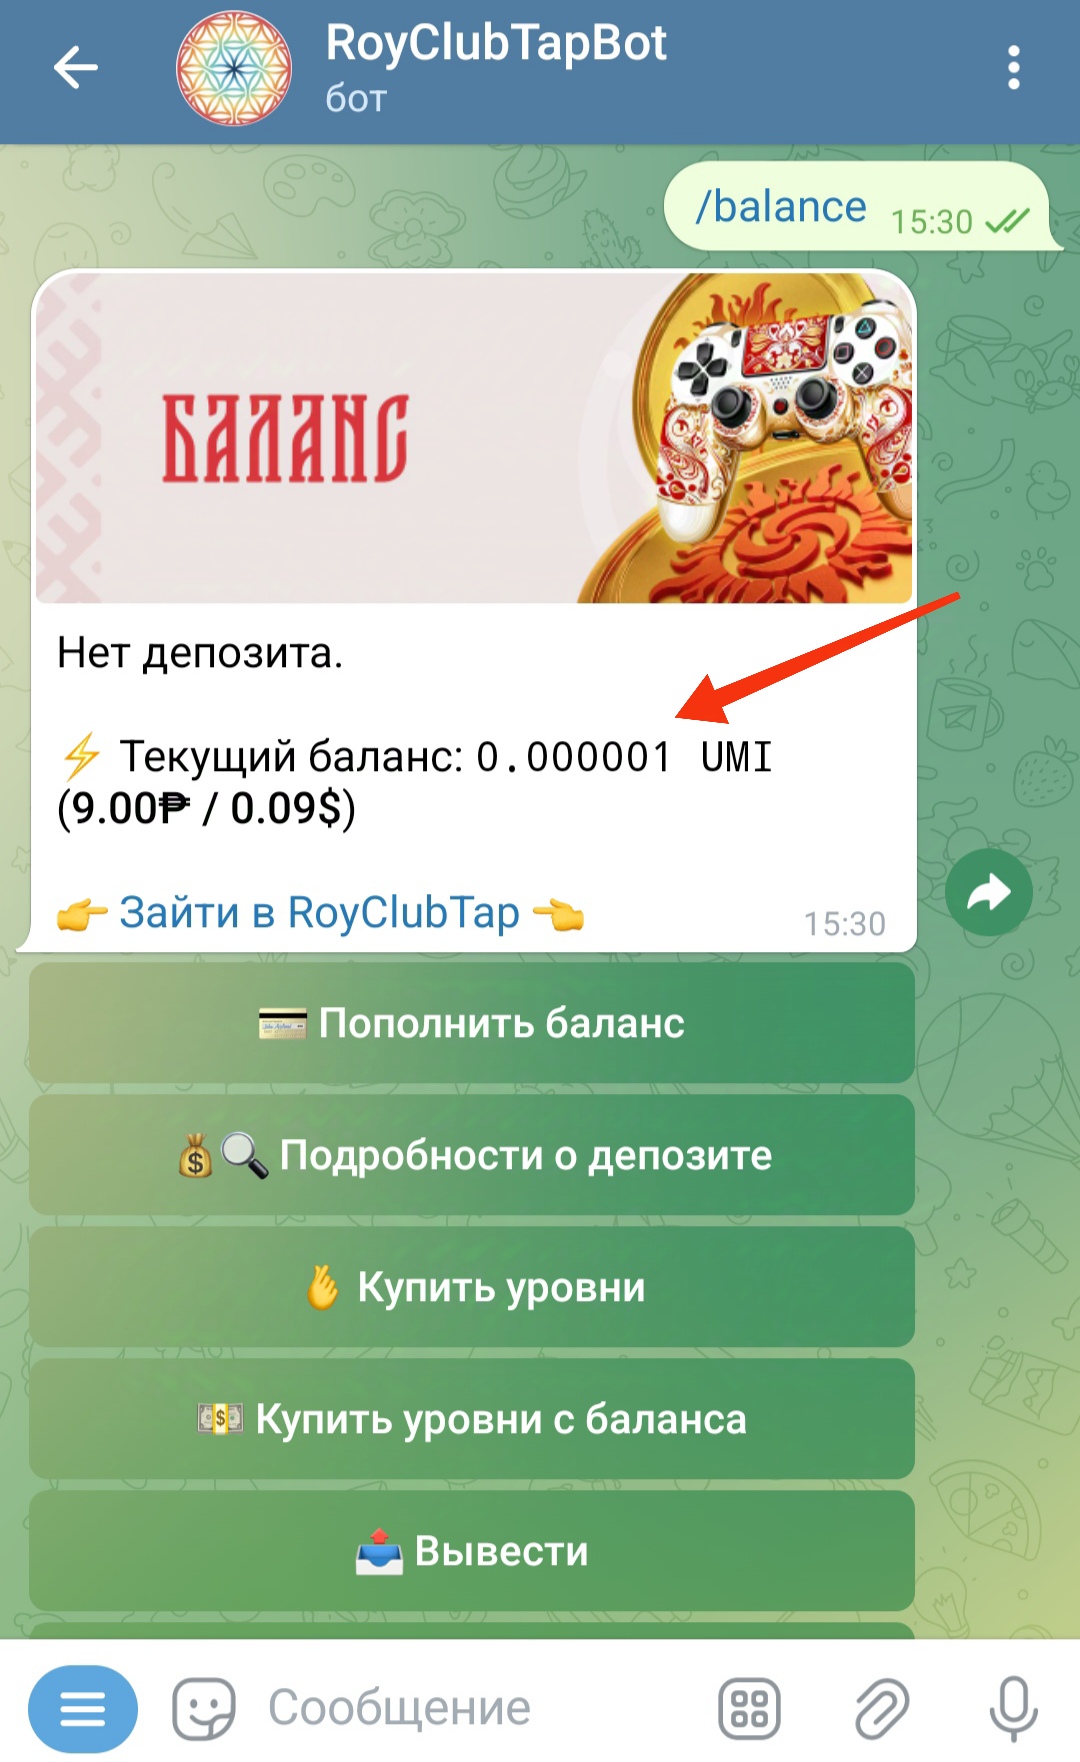 RoyClubTapBot
бот
/balance 15:30
БАЛАНС
Нет депозита.
⚡ Текущий баланс: 0.000001 UMI
(9.00₱ / 0.09$)
👉 Зайти в RoyClubTap 👈
15:30
💳 Пополнить баланс
💰🔍 Подробности о депозите
🫰 Купить уровни
💵 Купить уровни с баланса
📤 Вывести
Сообщение